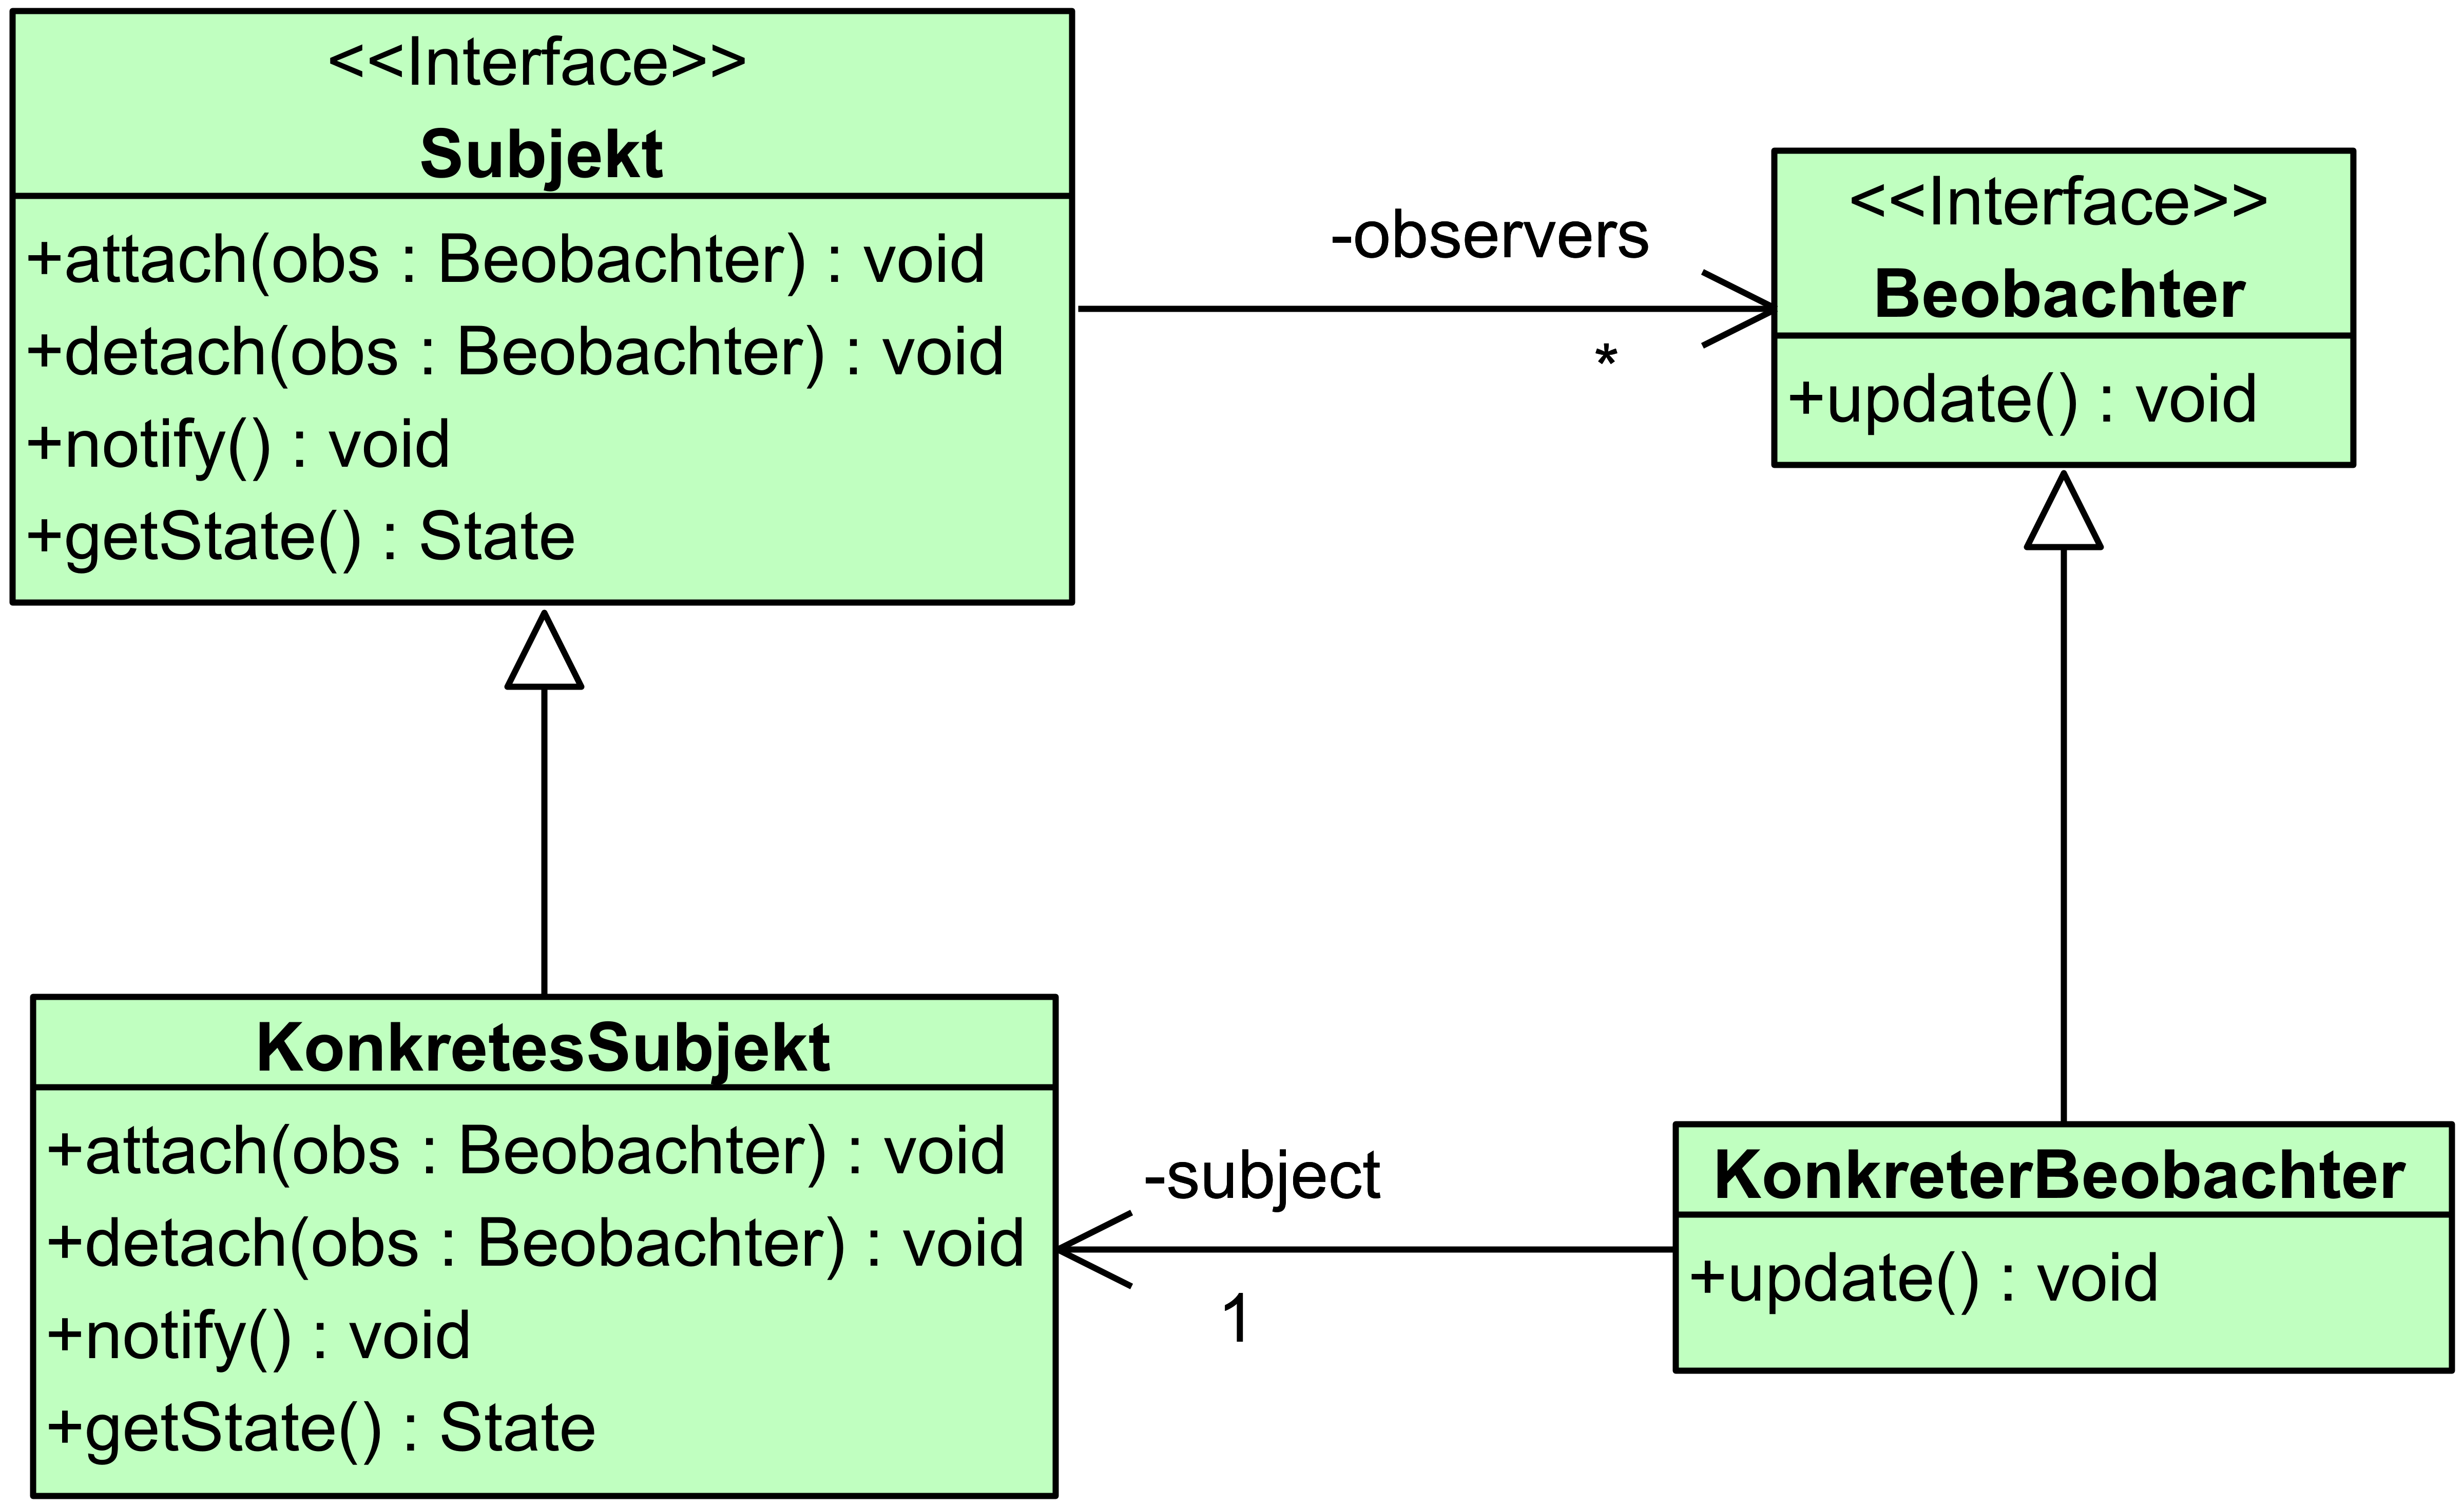 <<Interface>>
Subjekt
+attach(obs : Beobachter) : void
+detach(obs : Beobachter) : void
+notify() : void
+getState() : State
-observers
*
<<Interface>>
Beobachter
+update() : void
KonkretesSubjekt
+attach(obs : Beobachter) : void
+detach(obs : Beobachter) : void
+notify() : void
+getState() : State
-subject
1
KonkreterBeobachter
+update() : void